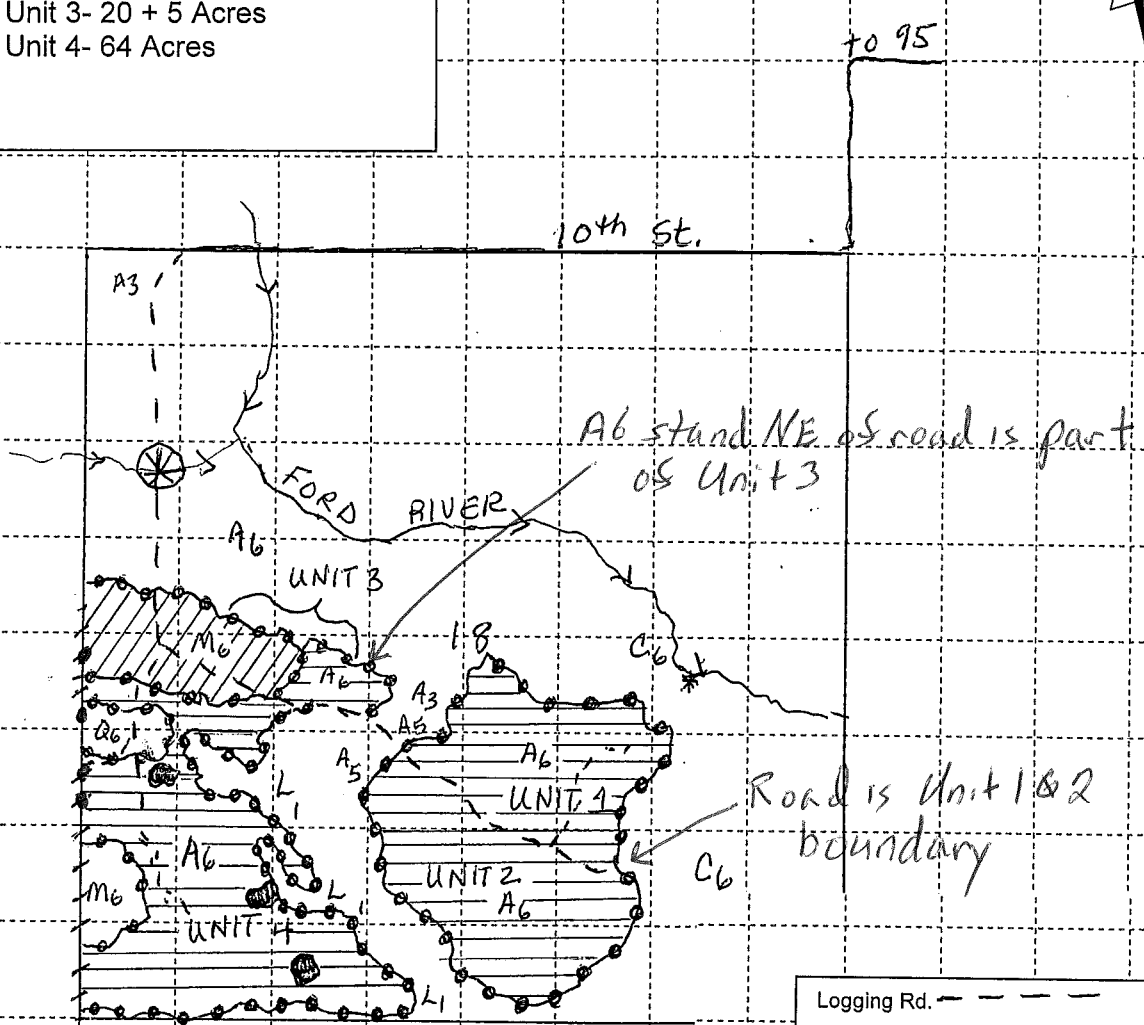 Unit 3- 20 + 5 Acres
Unit 4- 64 Acres
to 95
10th St.
A3
A6 stand NE of road is part
of Unit 3
FORD RIVER
A6
UNIT 3
M6
A6
18
C6
A3
A5
Q6,1
A5
A6
L1
UNIT 1
Road is Unit 1 & 2
boundary
A6
UNIT 2
C6
M6
L1
A6
UNIT 4
L1
Logging Rd.